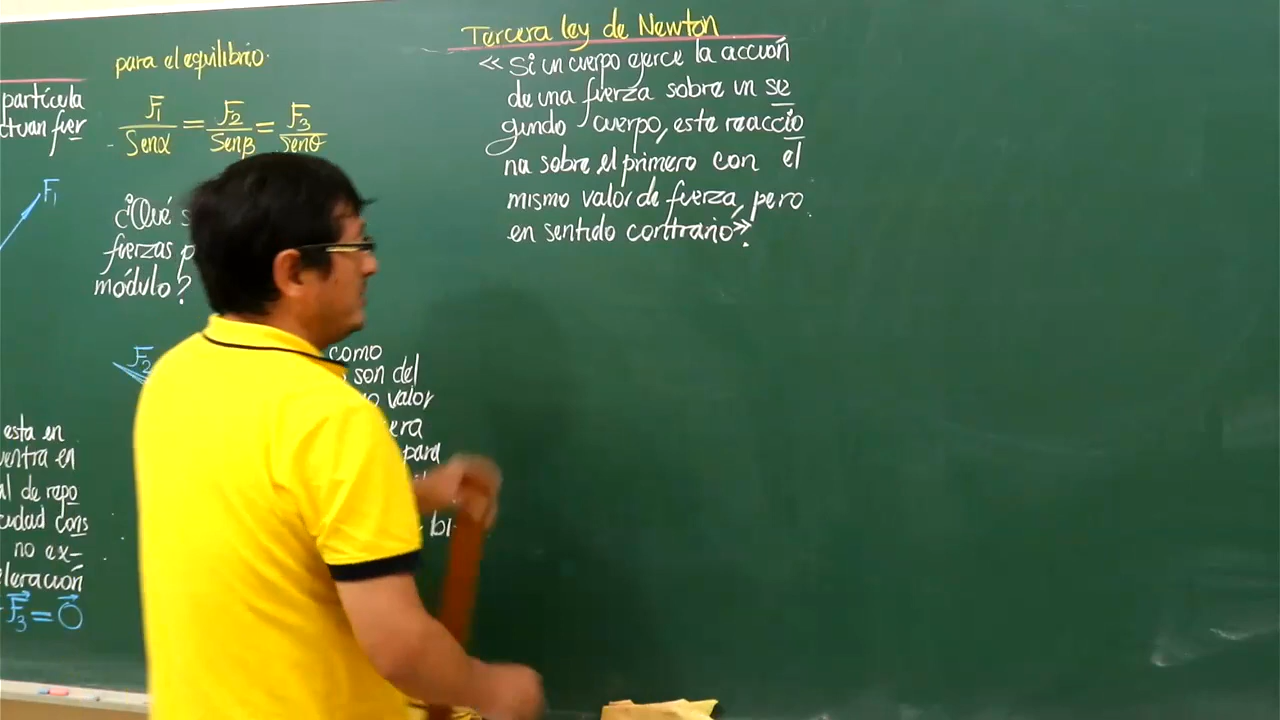 partícula
ctuan fuer
F₁
esta en
uentra en
al de repo
cidad cons
no ex-
leración
F⃗₃ = 0⃗
para el equilibrio.
F₁/Senα = F₂/Senβ = F₃/Senθ
¿Qué s
fuerzas p
módulo?
F₂
como
son del
valor
era
para
bi
Tercera ley de Newton
«Si un cuerpo ejerce la acción
de una fuerza sobre un se
gundo cuerpo, este reaccio
na sobre el primero con el
mismo valor de fuerza, pero
en sentido contrario».